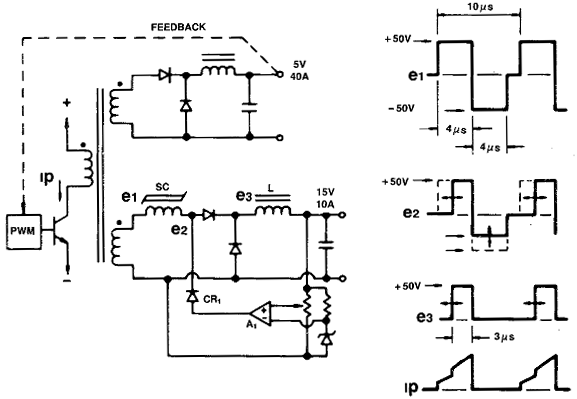 FEEDBACK
5V
40A
+
IP
PWM
−
e1
SC
e2
e3
L
15V
10A
CR1
A1
+
−
10μs
+50V
e1
−50V
4μs
4μs
+50V
e2
+50V
e3
3μs
IP